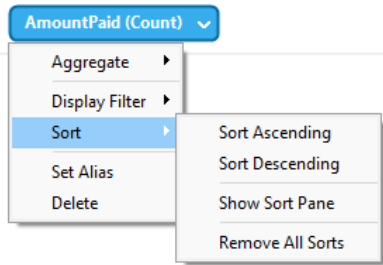 AmountPaid (Count)
Aggregate
Display Filter
Sort
Set Alias
Delete
Sort Ascending
Sort Descending
Show Sort Pane
Remove All Sorts